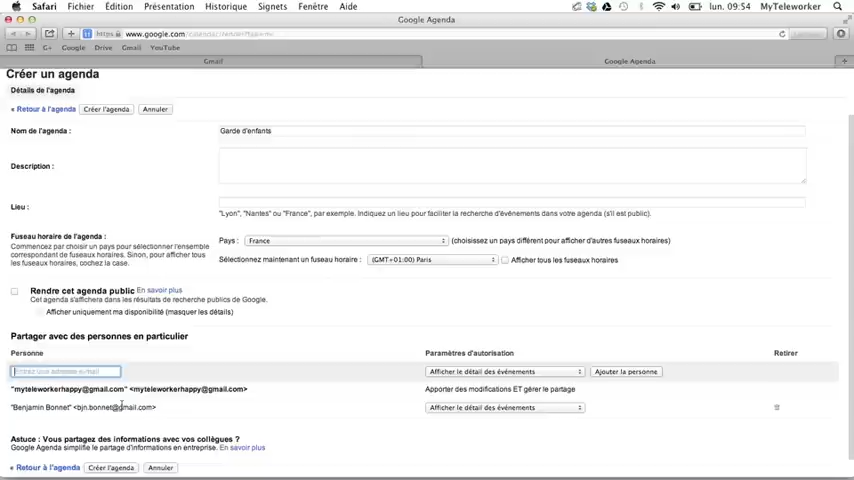 Safari Fichier Édition Présentation Historique Signets Fenêtre Aide lun. 09:54 MyTeleworker
Google Agenda
https www.google.com
G+ Google Drive Gmail YouTube
Gmail Google Agenda
Créer un agenda
Détails de l'agenda
« Retour à l'agenda Créer l'agenda Annuler
Nom de l'agenda : Garde d'enfants
Description :
Lieu :
"Lyon", "Nantes" ou "France", par exemple. Indiquez un lieu pour faciliter la recherche d'événements dans votre agenda (s'il est public).
Fuseau horaire de l'agenda :
Commencez par choisir un pays pour sélectionner l'ensemble
correspondant de fuseaux horaires. Sinon, pour afficher
tous les fuseaux horaires, cochez la case.
Pays : France (choisissez un pays différent pour afficher d'autres fuseaux horaires)
Sélectionnez maintenant un fuseau horaire : (GMT+01:00) Paris Afficher tous les fuseaux horaires
Rendre cet agenda public En savoir plus
Cet agenda s'affichera dans les résultats de recherche publics de Google.
Afficher uniquement ma disponibilité (masquer les détails)
Partager avec des personnes en particulier
Personne Paramètres d'autorisation Retirer
Entrez une adresse e-mail Afficher le détail des événements Ajouter la personne
"myteleworkerhappy@gmail.com" <myteleworkerhappy@gmail.com> Apporter des modifications ET gérer le partage
"Benjamin Bonnet" <bjn.bonnet@gmail.com> Afficher le détail des événements
Astuce : Vous partagez des informations avec vos collègues ?
Google Agenda simplifie le partage d'informations en entreprise. En savoir plus
« Retour à l'agenda Créer l'agenda Annuler